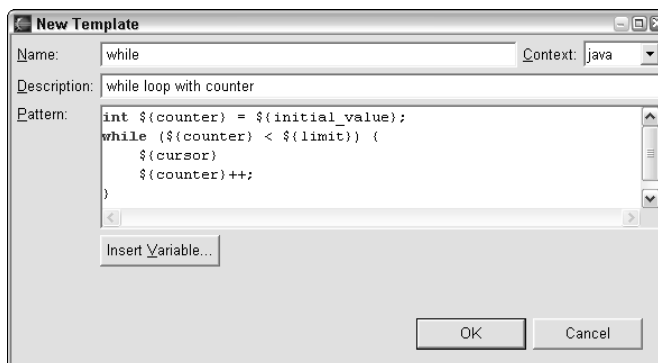 New Template
Name: while Context: java
Description: while loop with counter
Pattern: int ${counter} = ${initial_value};
while (${counter} < ${limit}) {
    ${cursor}
    ${counter}++;
}
Insert Variable...
OK Cancel